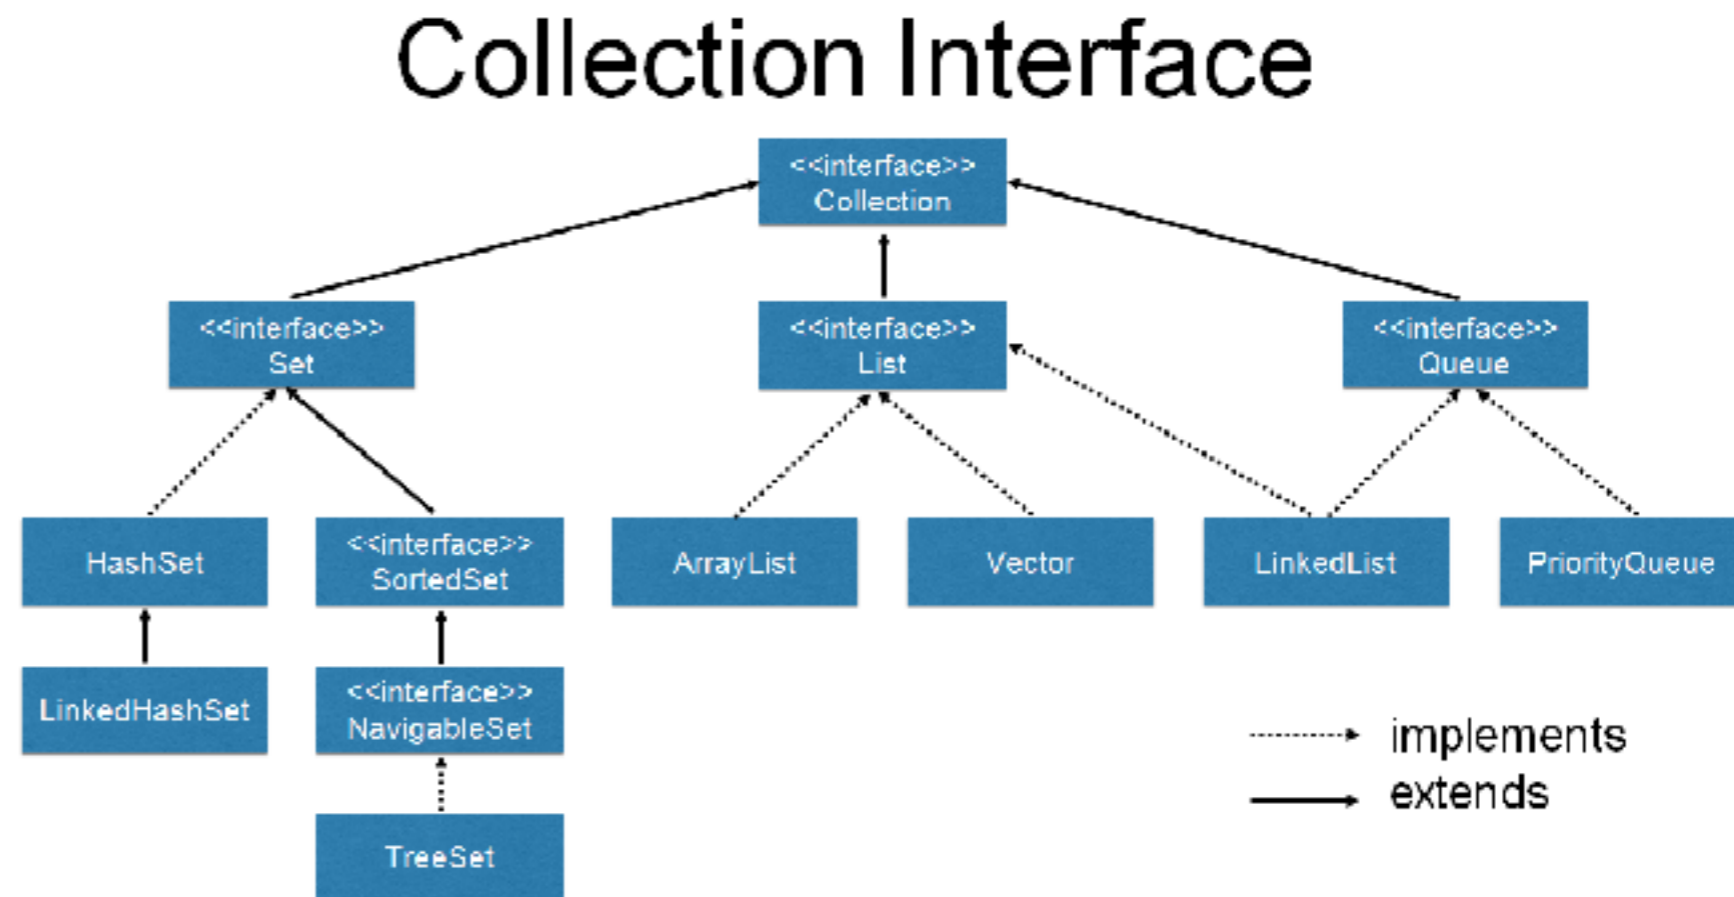 Collection Interface
<<interface>>
Collection
<<interface>>
Set
<<interface>>
List
<<interface>>
Queue
HashSet
<<interface>>
SortedSet
ArrayList
Vector
LinkedList
PriorityQueue
LinkedHashSet
<<interface>>
NavigableSet
implements
extends
TreeSet